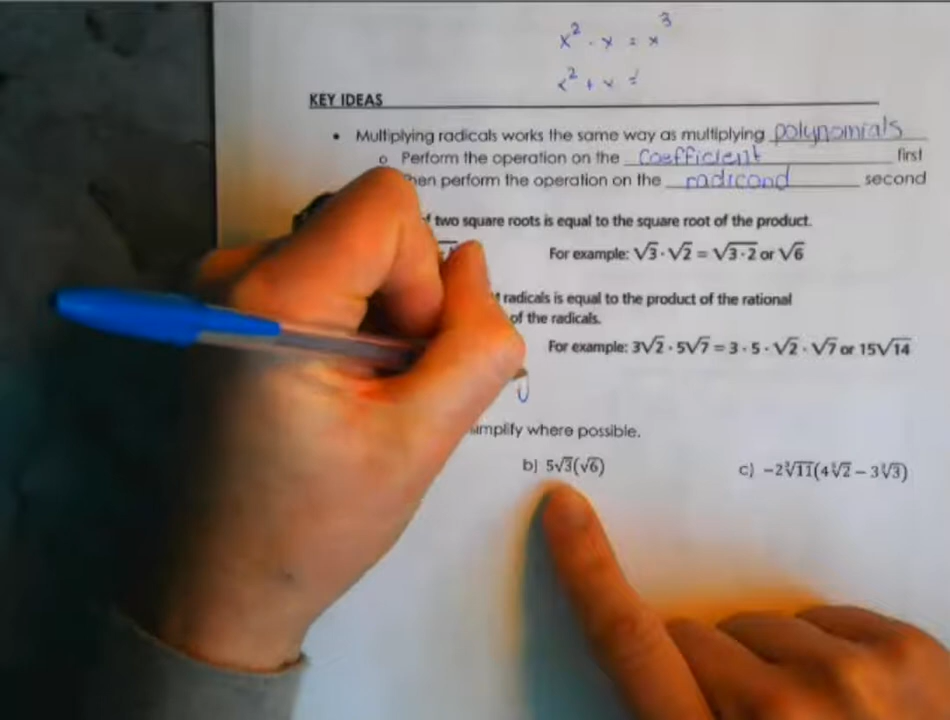 x² · x = x³
x² + x =
KEY IDEAS
• Multiplying radicals works the same way as multiplying polynomials
o Perform the operation on the coefficient first
hen perform the operation on the radicand second
f two square roots is equal to the square root of the product.
For example: √3 · √2 = √3·2 or √6
radicals is equal to the product of the rational
of the radicals.
For example: 3√2 · 5√7 = 3 · 5 · √2 · √7 or 15√14
implify where possible.
b) 5√3(√6) c) −2∛11(4∛2 − 3∛3)